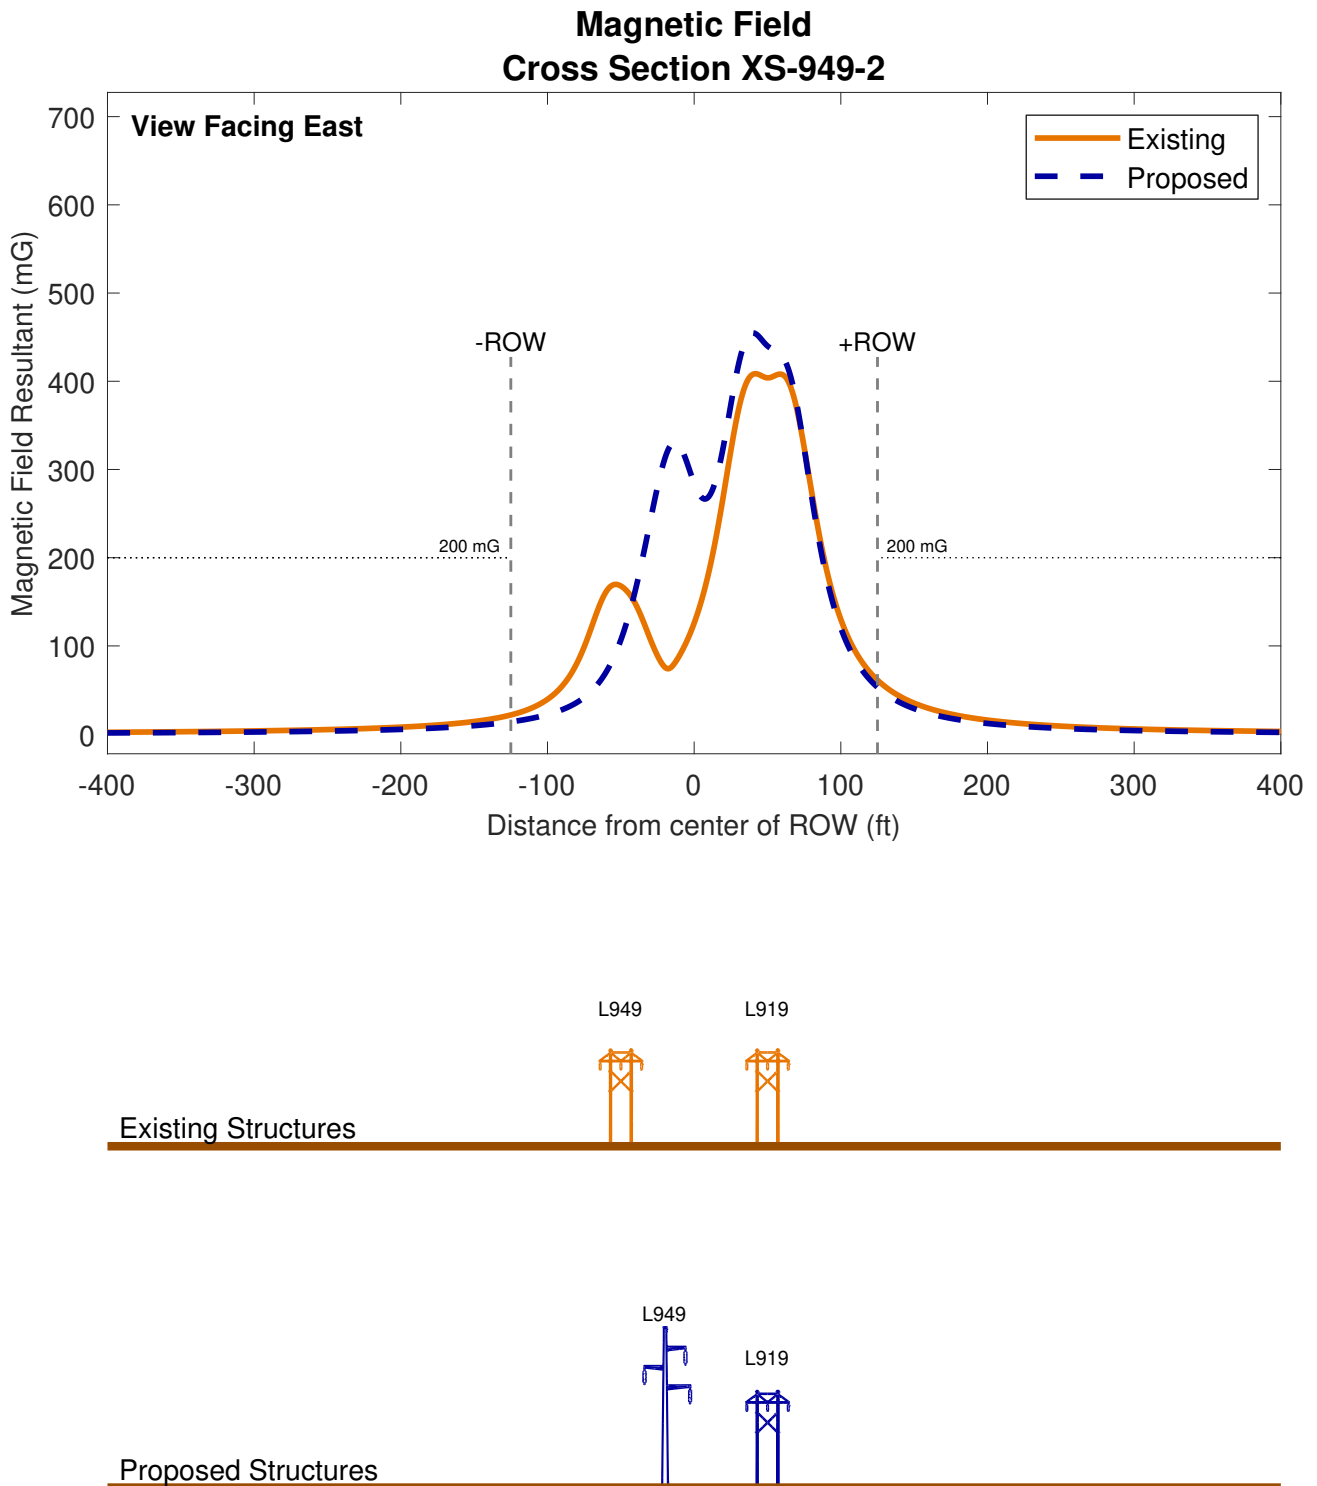 Magnetic Field
Cross Section XS-949-2
View Facing East
Existing
Proposed
Magnetic Field Resultant (mG)
700
600
500
400
300
200
100
0
-ROW
+ROW
200 mG
200 mG
-400 -300 -200 -100 0 100 200 300 400
Distance from center of ROW (ft)
L949 L919
Existing Structures
L949
L919
Proposed Structures